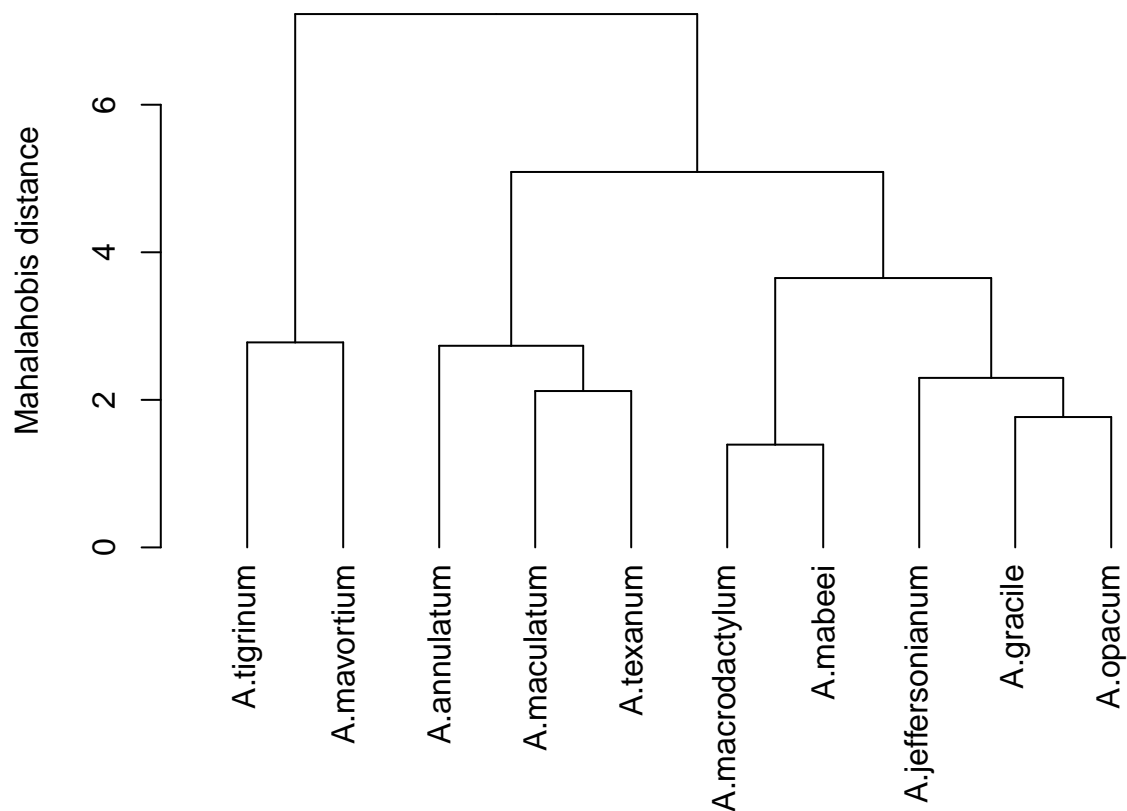 Mahalahobis distance
6
4
2
0
A.tigrinum
A.mavortium
A.annulatum
A.maculatum
A.texanum
A.macrodactylum
A.mabeei
A.jeffersonianum
A.gracile
A.opacum